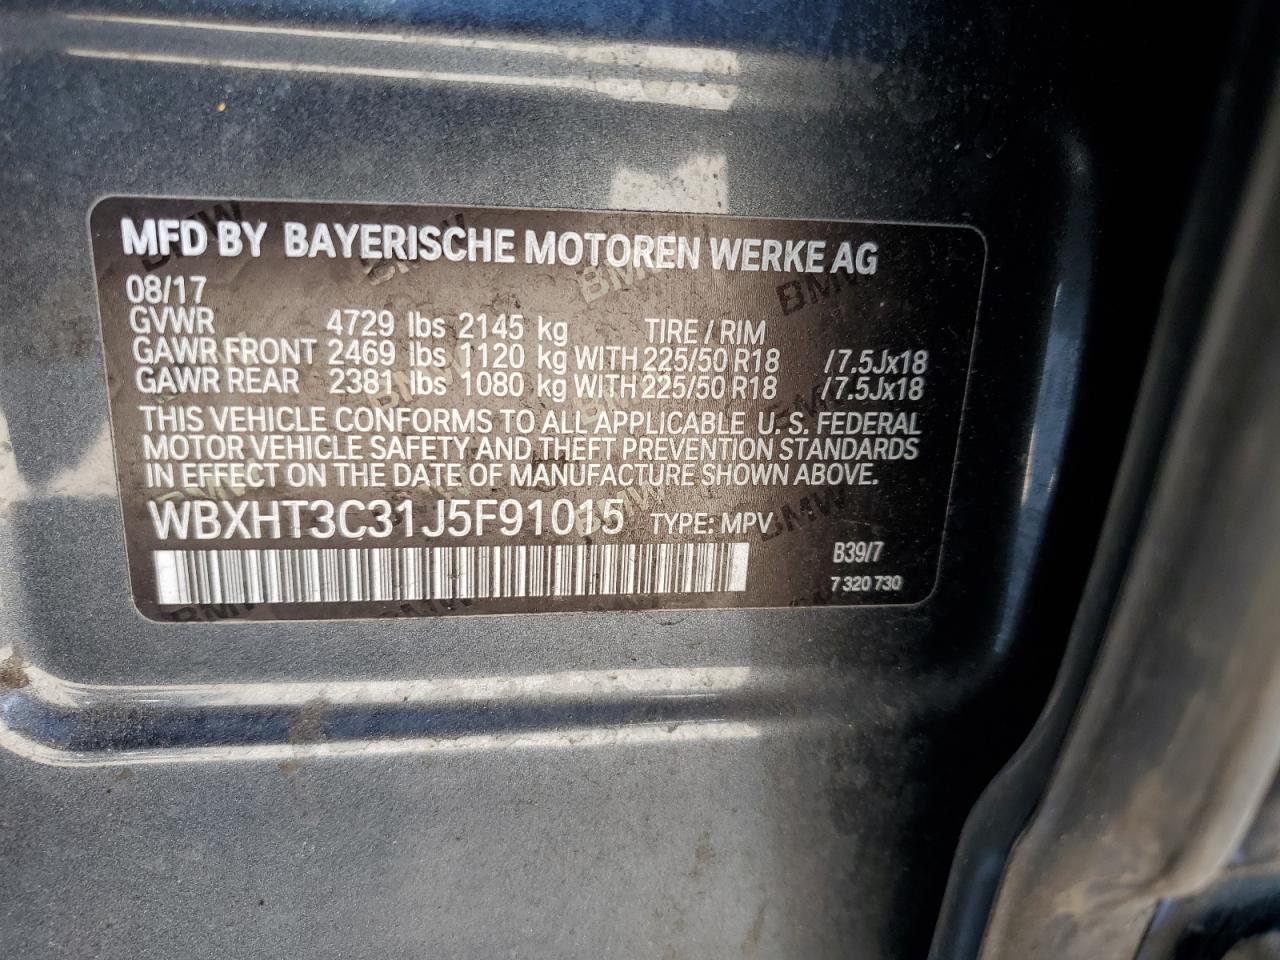 MFD BY BAYERISCHE MOTOREN WERKE AG
08/17
GVWR 4729 lbs 2145 kg TIRE / RIM
GAWR FRONT 2469 lbs 1120 kg WITH 225/50 R18 / 7.5Jx18
GAWR REAR 2381 lbs 1080 kg WITH 225/50 R18 / 7.5Jx18
THIS VEHICLE CONFORMS TO ALL APPLICABLE U. S. FEDERAL
MOTOR VEHICLE SAFETY AND THEFT PREVENTION STANDARDS
IN EFFECT ON THE DATE OF MANUFACTURE SHOWN ABOVE.
WBXHT3C31J5F91015 TYPE: MPV
B39/7
7 320 730